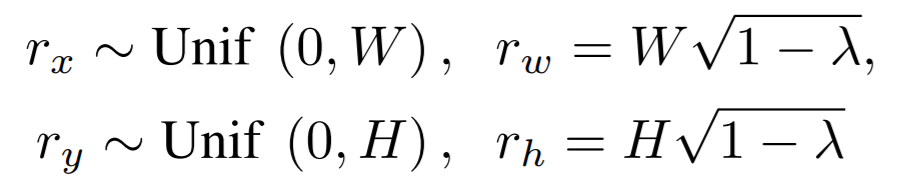 r_x ∼ Unif (0, W), r_w = W√(1 − λ),
r_y ∼ Unif (0, H), r_h = H√(1 − λ)